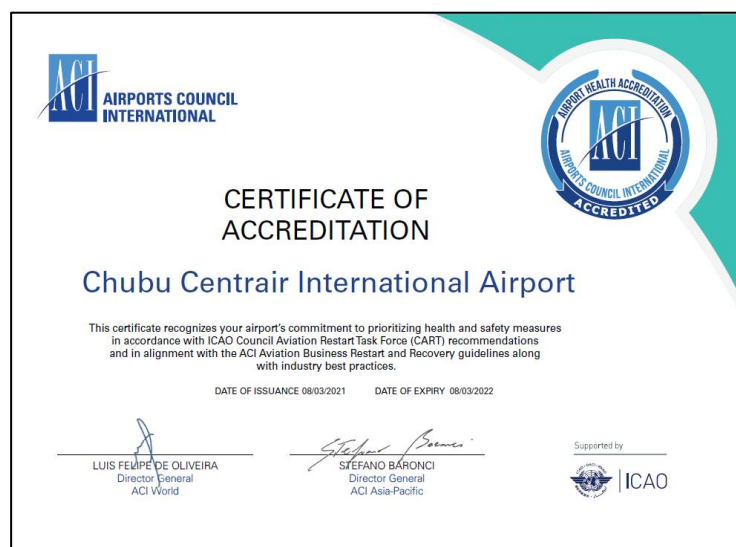 ACI
AIRPORTS COUNCIL
INTERNATIONAL
AIRPORT HEALTH ACCREDITATION
ACI
AIRPORTS COUNCIL INTERNATIONAL
ACCREDITED
CERTIFICATE OF
ACCREDITATION
Chubu Centrair International Airport
This certificate recognizes your airport's commitment to prioritizing health and safety measures
in accordance with ICAO Council Aviation Restart Task Force (CART) recommendations
and in alignment with the ACI Aviation Business Restart and Recovery guidelines along
with industry best practices.
DATE OF ISSUANCE 08/03/2021 DATE OF EXPIRY 08/03/2022
Stefano Baronci
LUIS FELIPE DE OLIVEIRA
Director General
ACI World
STEFANO BARONCI
Director General
ACI Asia-Pacific
Supported by
ICAO